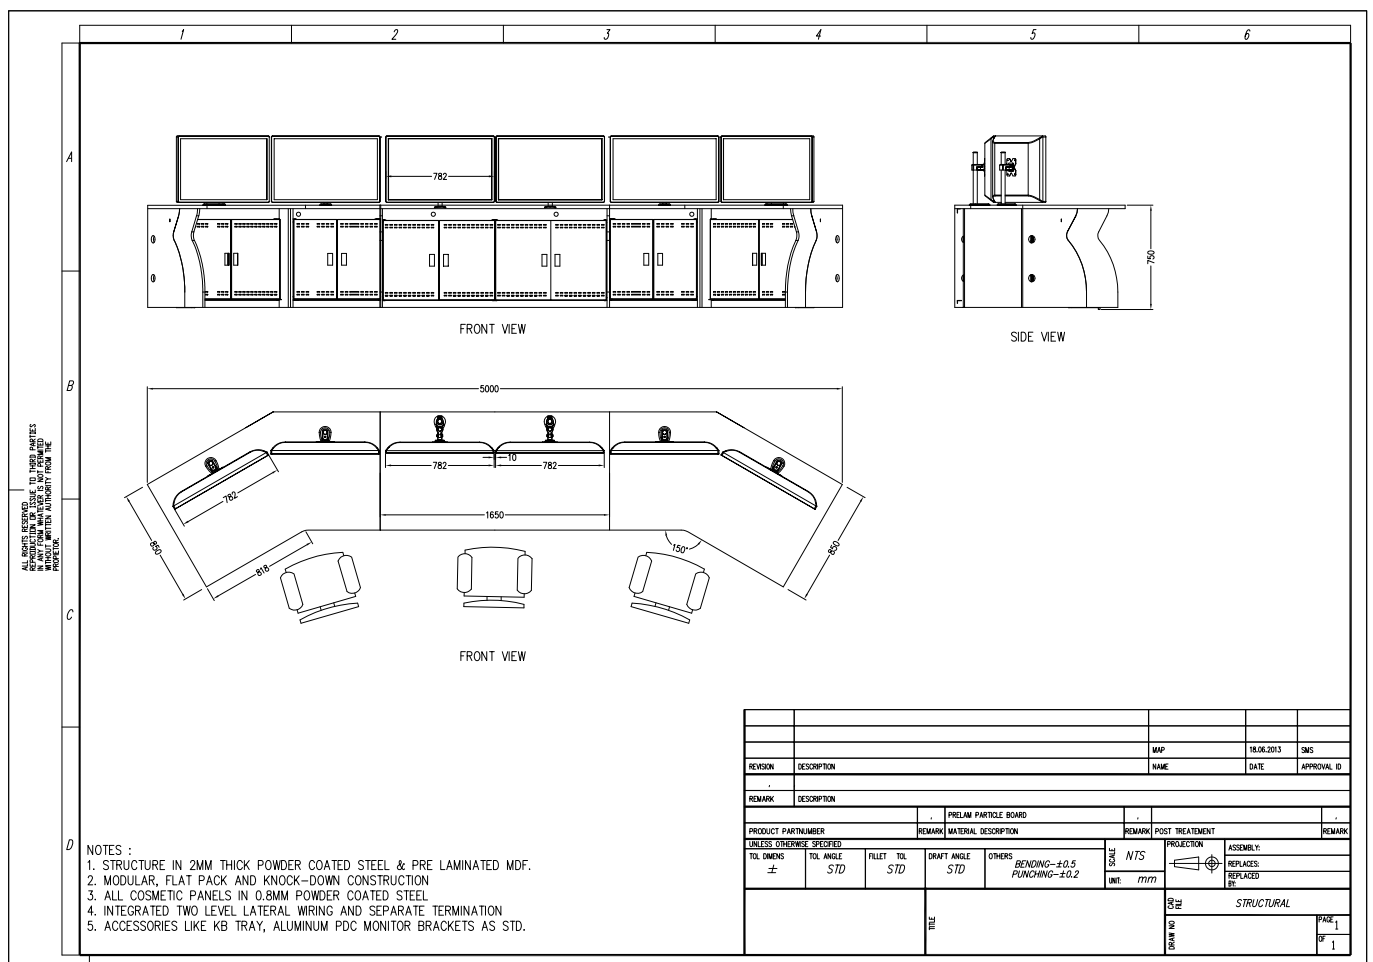 1 2 3 4 5 6
A
B
C
D
782
FRONT VIEW
750
SIDE VIEW
5000
782
10
782
782
1650
850
818
150°
850
FRONT VIEW
ALL RIGHTS RESERVED
REPRODUCTION OR ISSUE TO THIRD PARTIES
IN ANY FORM WHATEVER IS NOT PERMITTED
WITHOUT WRITTEN AUTHORITY FROM THE
PROPRIETOR.
NOTES :
1. STRUCTURE IN 2MM THICK POWDER COATED STEEL & PRE LAMINATED MDF.
2. MODULAR, FLAT PACK AND KNOCK-DOWN CONSTRUCTION
3. ALL COSMETIC PANELS IN 0.8MM POWDER COATED STEEL
4. INTEGRATED TWO LEVEL LATERAL WIRING AND SEPARATE TERMINATION
5. ACCESSORIES LIKE KB TRAY, ALUMINUM PDC MONITOR BRACKETS AS STD.
MAP 18.06.2013 SMS
REVISION DESCRIPTION NAME DATE APPROVAL ID
REMARK DESCRIPTION
PRELAM PARTICLE BOARD
PRODUCT PARTNUMBER REMARK MATERIAL DESCRIPTION REMARK POST TREATEMENT REMARK
UNLESS OTHERWISE SPECIFIED
TOL DIMENS TOL ANGLE FILLET TOL DRAFT ANGLE OTHERS
± STD STD STD
BENDING-±0.5
PUNCHING-±0.2
SCALE NTS
UNIT: mm
PROJECTION
ASSEMBLY:
REPLACES:
REPLACED
BY:
TITLE
CAD
FILE
STRUCTURAL
DRAW NO
PAGE 1
OF 1